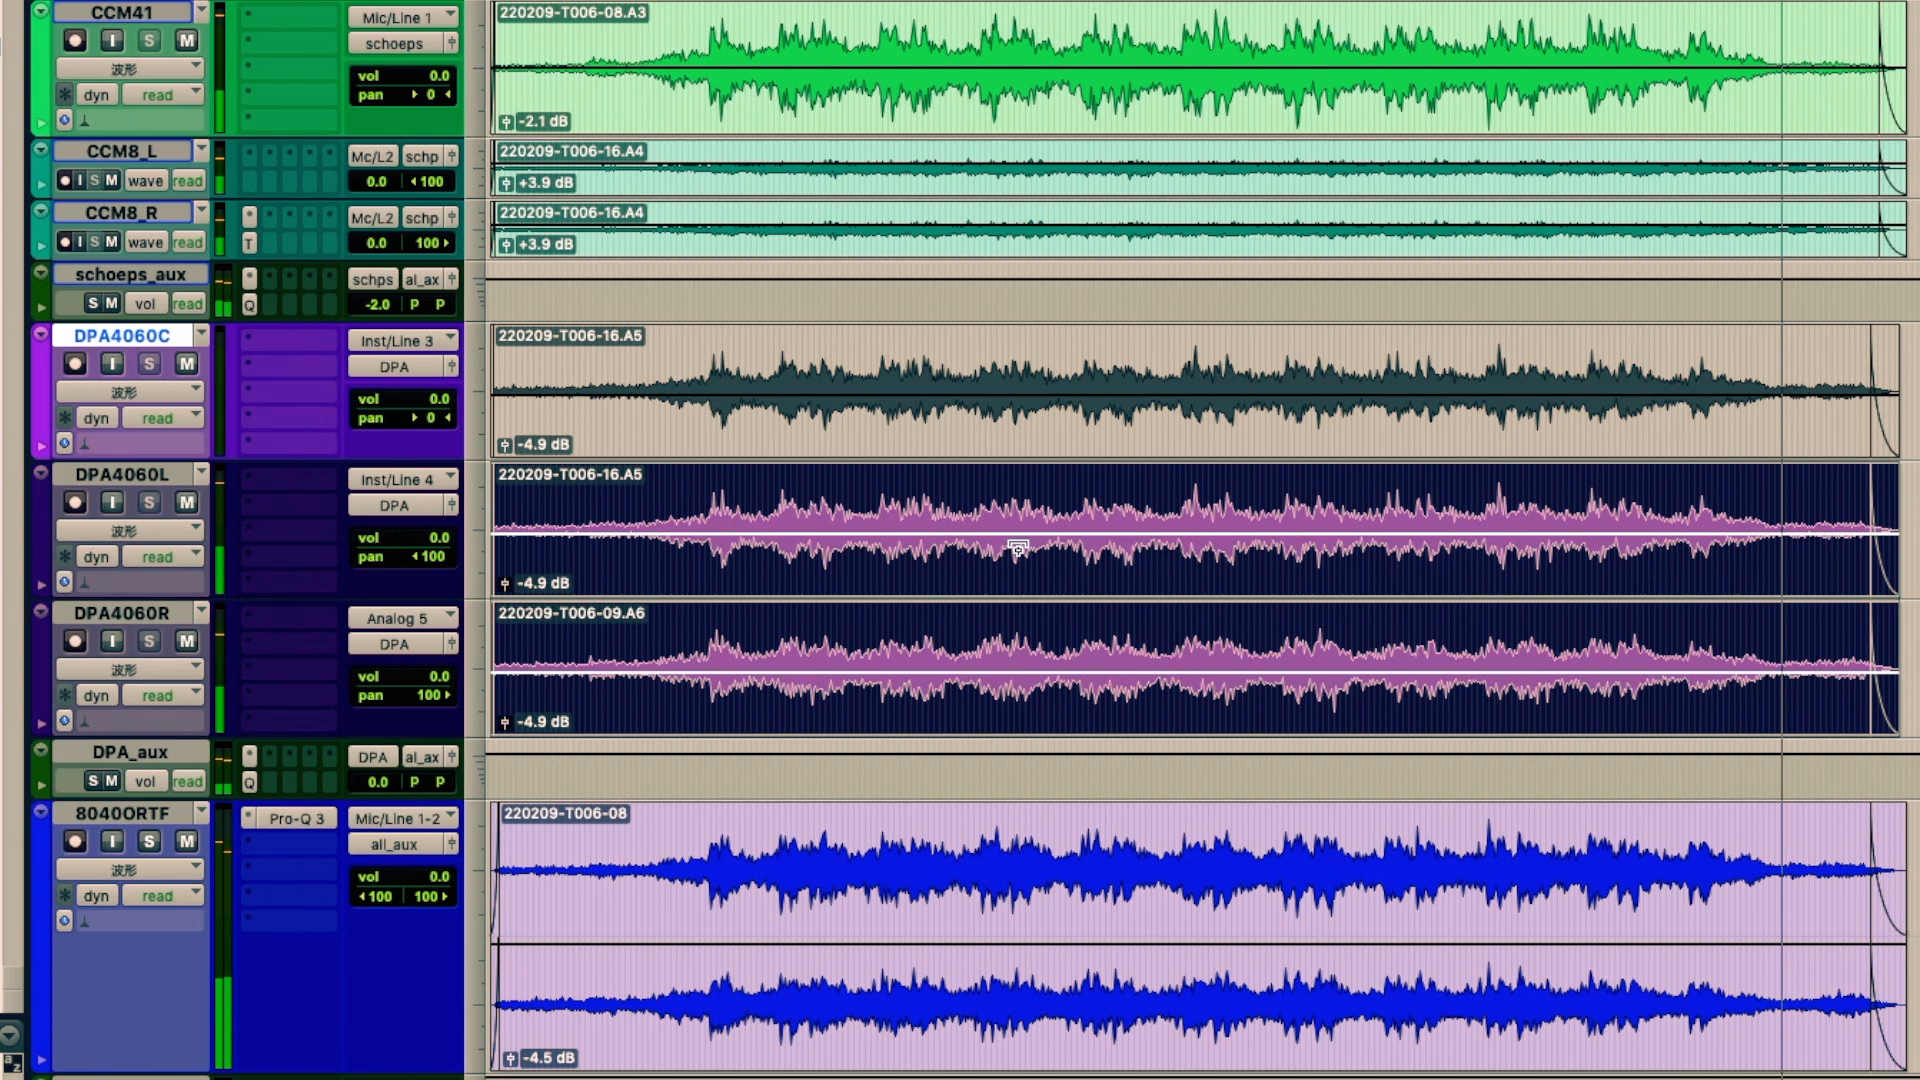 CCM41
Mic/Line 1
220209-T006-08.A3
I S M
schoeps
波形
vol 0.0
dyn read
pan 0
-2.1 dB
CCM8_L
Mc/L2 schp
220209-T006-16.A4
I S M wave read
0.0 100
+3.9 dB
CCM8_R
Mc/L2 schp
220209-T006-16.A4
I S M wave read
T
0.0 100
+3.9 dB
schoeps_aux
schps al_ax
S M vol read
Q
-2.0 P P
DPA4060C
Inst/Line 3
220209-T006-16.A5
I S M
DPA
波形
vol 0.0
dyn read
pan 0
-4.9 dB
DPA4060L
Inst/Line 4
220209-T006-16.A5
I S M
DPA
波形
vol 0.0
dyn read
pan 100
-4.9 dB
DPA4060R
Analog 5
220209-T006-09.A6
I S M
DPA
波形
vol 0.0
dyn read
pan 100
-4.9 dB
DPA_aux
DPA al_ax
S M vol read
Q
0.0 P P
8040ORTF
Pro-Q 3
Mic/Line 1-2
220209-T006-08
I S M
all_aux
波形
vol 0.0
dyn read
100 100
-4.5 dB
a
z